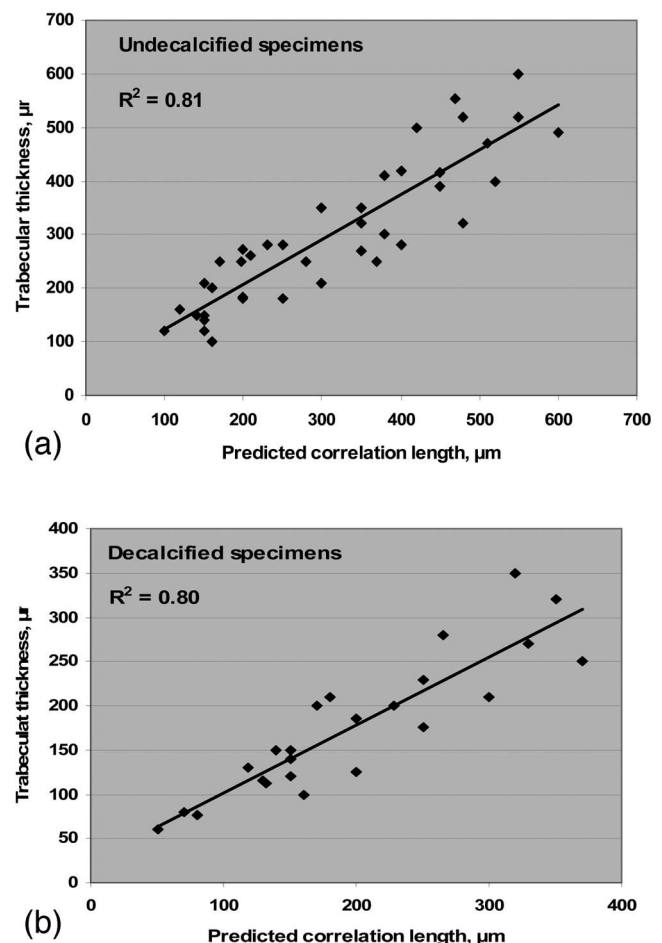 700
Undecalcified specimens
600
R² = 0.81
500
400
300
200
100
0
Trabecular thickness, µr
0 100 200 300 400 500 600 700
(a)
Predicted correlation length, µm
400
Decalcified specimens
350
R² = 0.80
300
250
200
150
100
50
0
Trabeculat thickness, µr
0 100 200 300 400
(b)
Predicted correlation length, µm